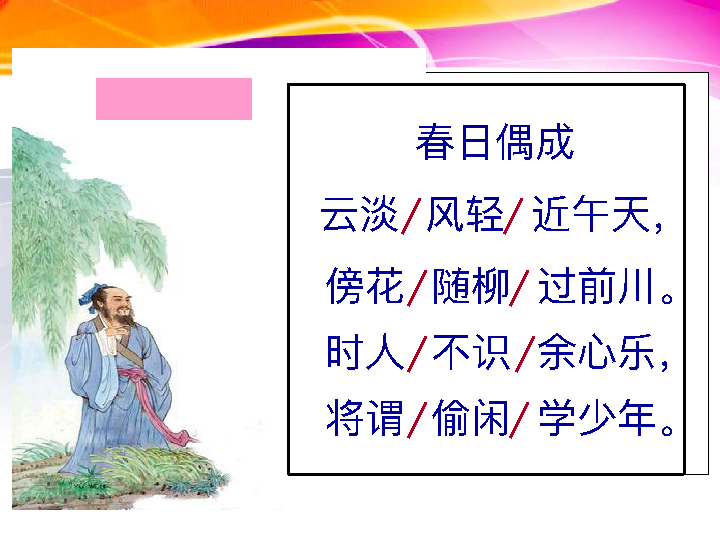 春日偶成
云淡/风轻/近午天，
傍花/随柳/过前川。
时人/不识/余心乐，
将谓/偷闲/学少年。